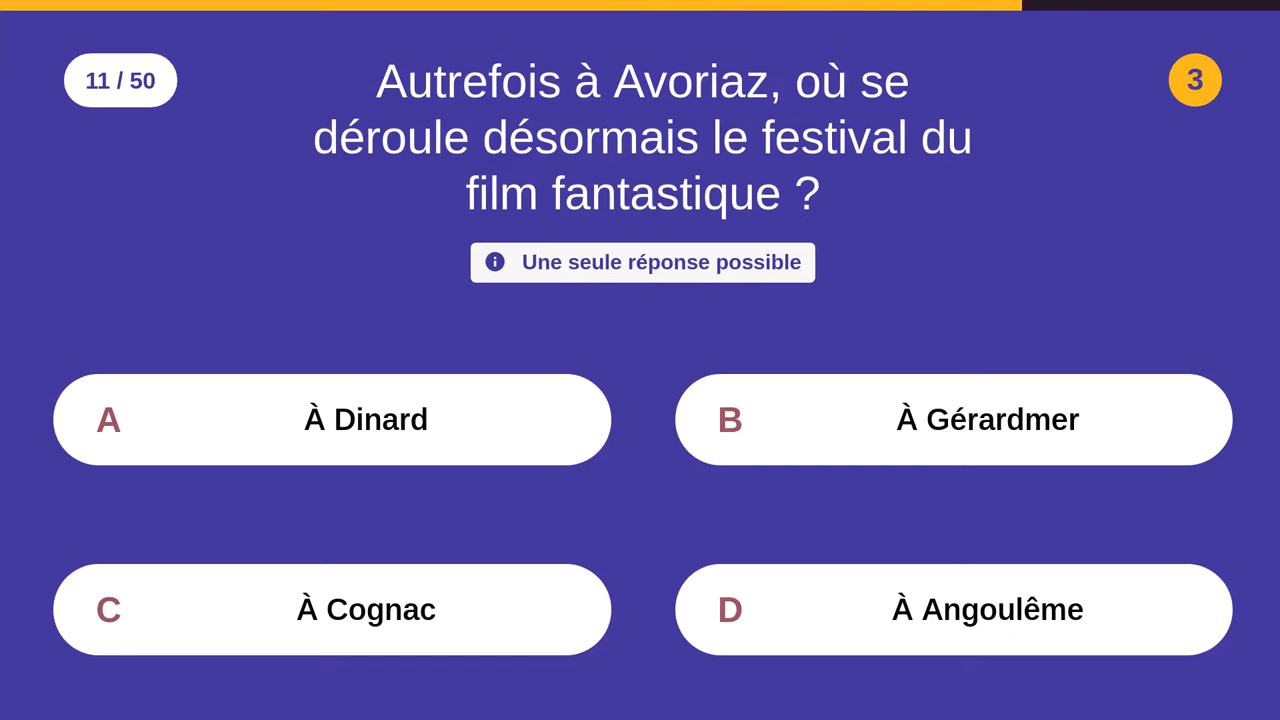 11 / 50
Autrefois à Avoriaz, où se
déroule désormais le festival du
film fantastique ?
3
Une seule réponse possible
A À Dinard
B À Gérardmer
C À Cognac
D À Angoulême